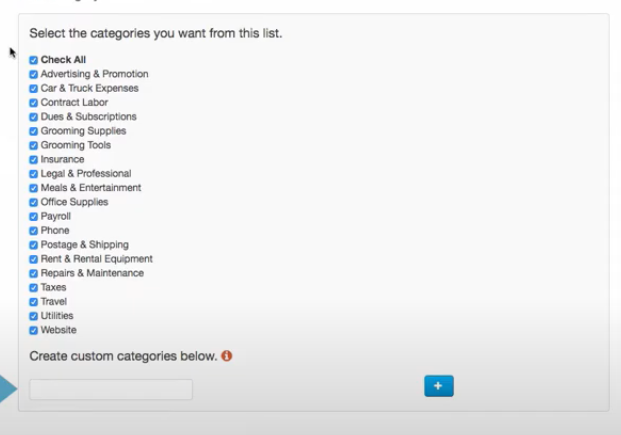 Select the categories you want from this list.
Check All
Advertising & Promotion
Car & Truck Expenses
Contract Labor
Dues & Subscriptions
Grooming Supplies
Grooming Tools
Insurance
Legal & Professional
Meals & Entertainment
Office Supplies
Payroll
Phone
Postage & Shipping
Rent & Rental Equipment
Repairs & Maintenance
Taxes
Travel
Utilities
Website
Create custom categories below.
+